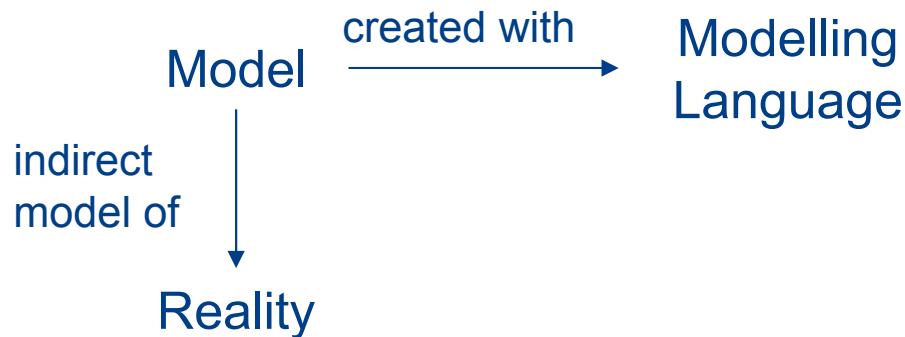 created with
Model
Modelling
Language
indirect
model of
Reality